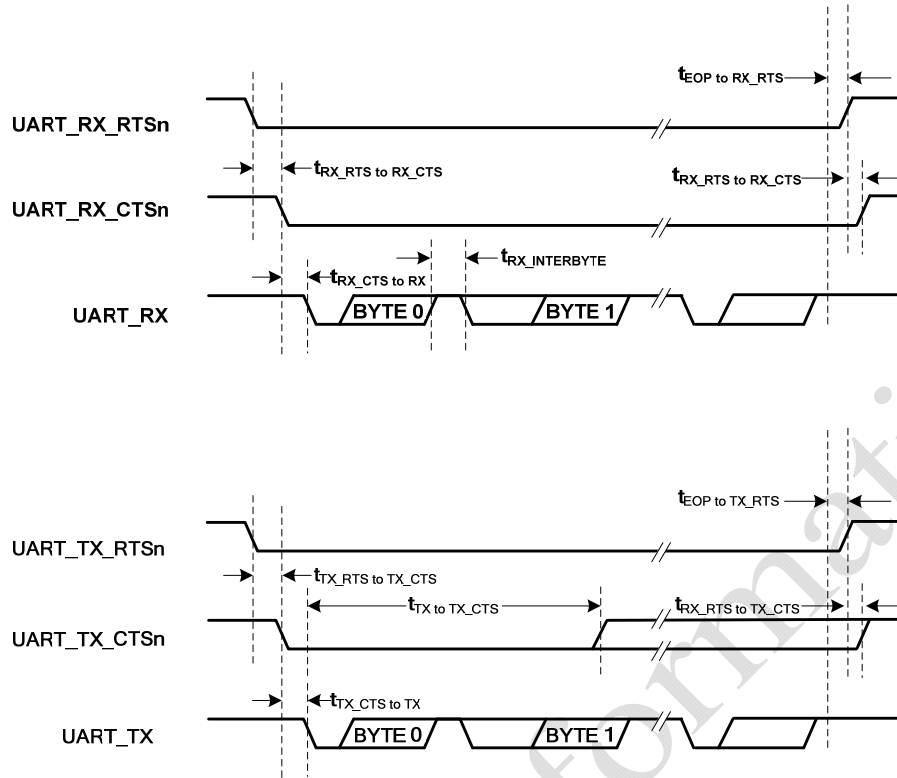 tEOP to RX_RTS
UART_RX_RTSn
tRX_RTS to RX_CTS
tRX_RTS to RX_CTS
UART_RX_CTSn
tRX_INTERBYTE
tRX_CTS to RX
UART_RX
BYTE 0
BYTE 1
tEOP to TX_RTS
UART_TX_RTSn
tTX_RTS to TX_CTS
tTX to TX_CTS
tRX_RTS to TX_CTS
UART_TX_CTSn
tTX_CTS to TX
UART_TX
BYTE 0
BYTE 1
formati